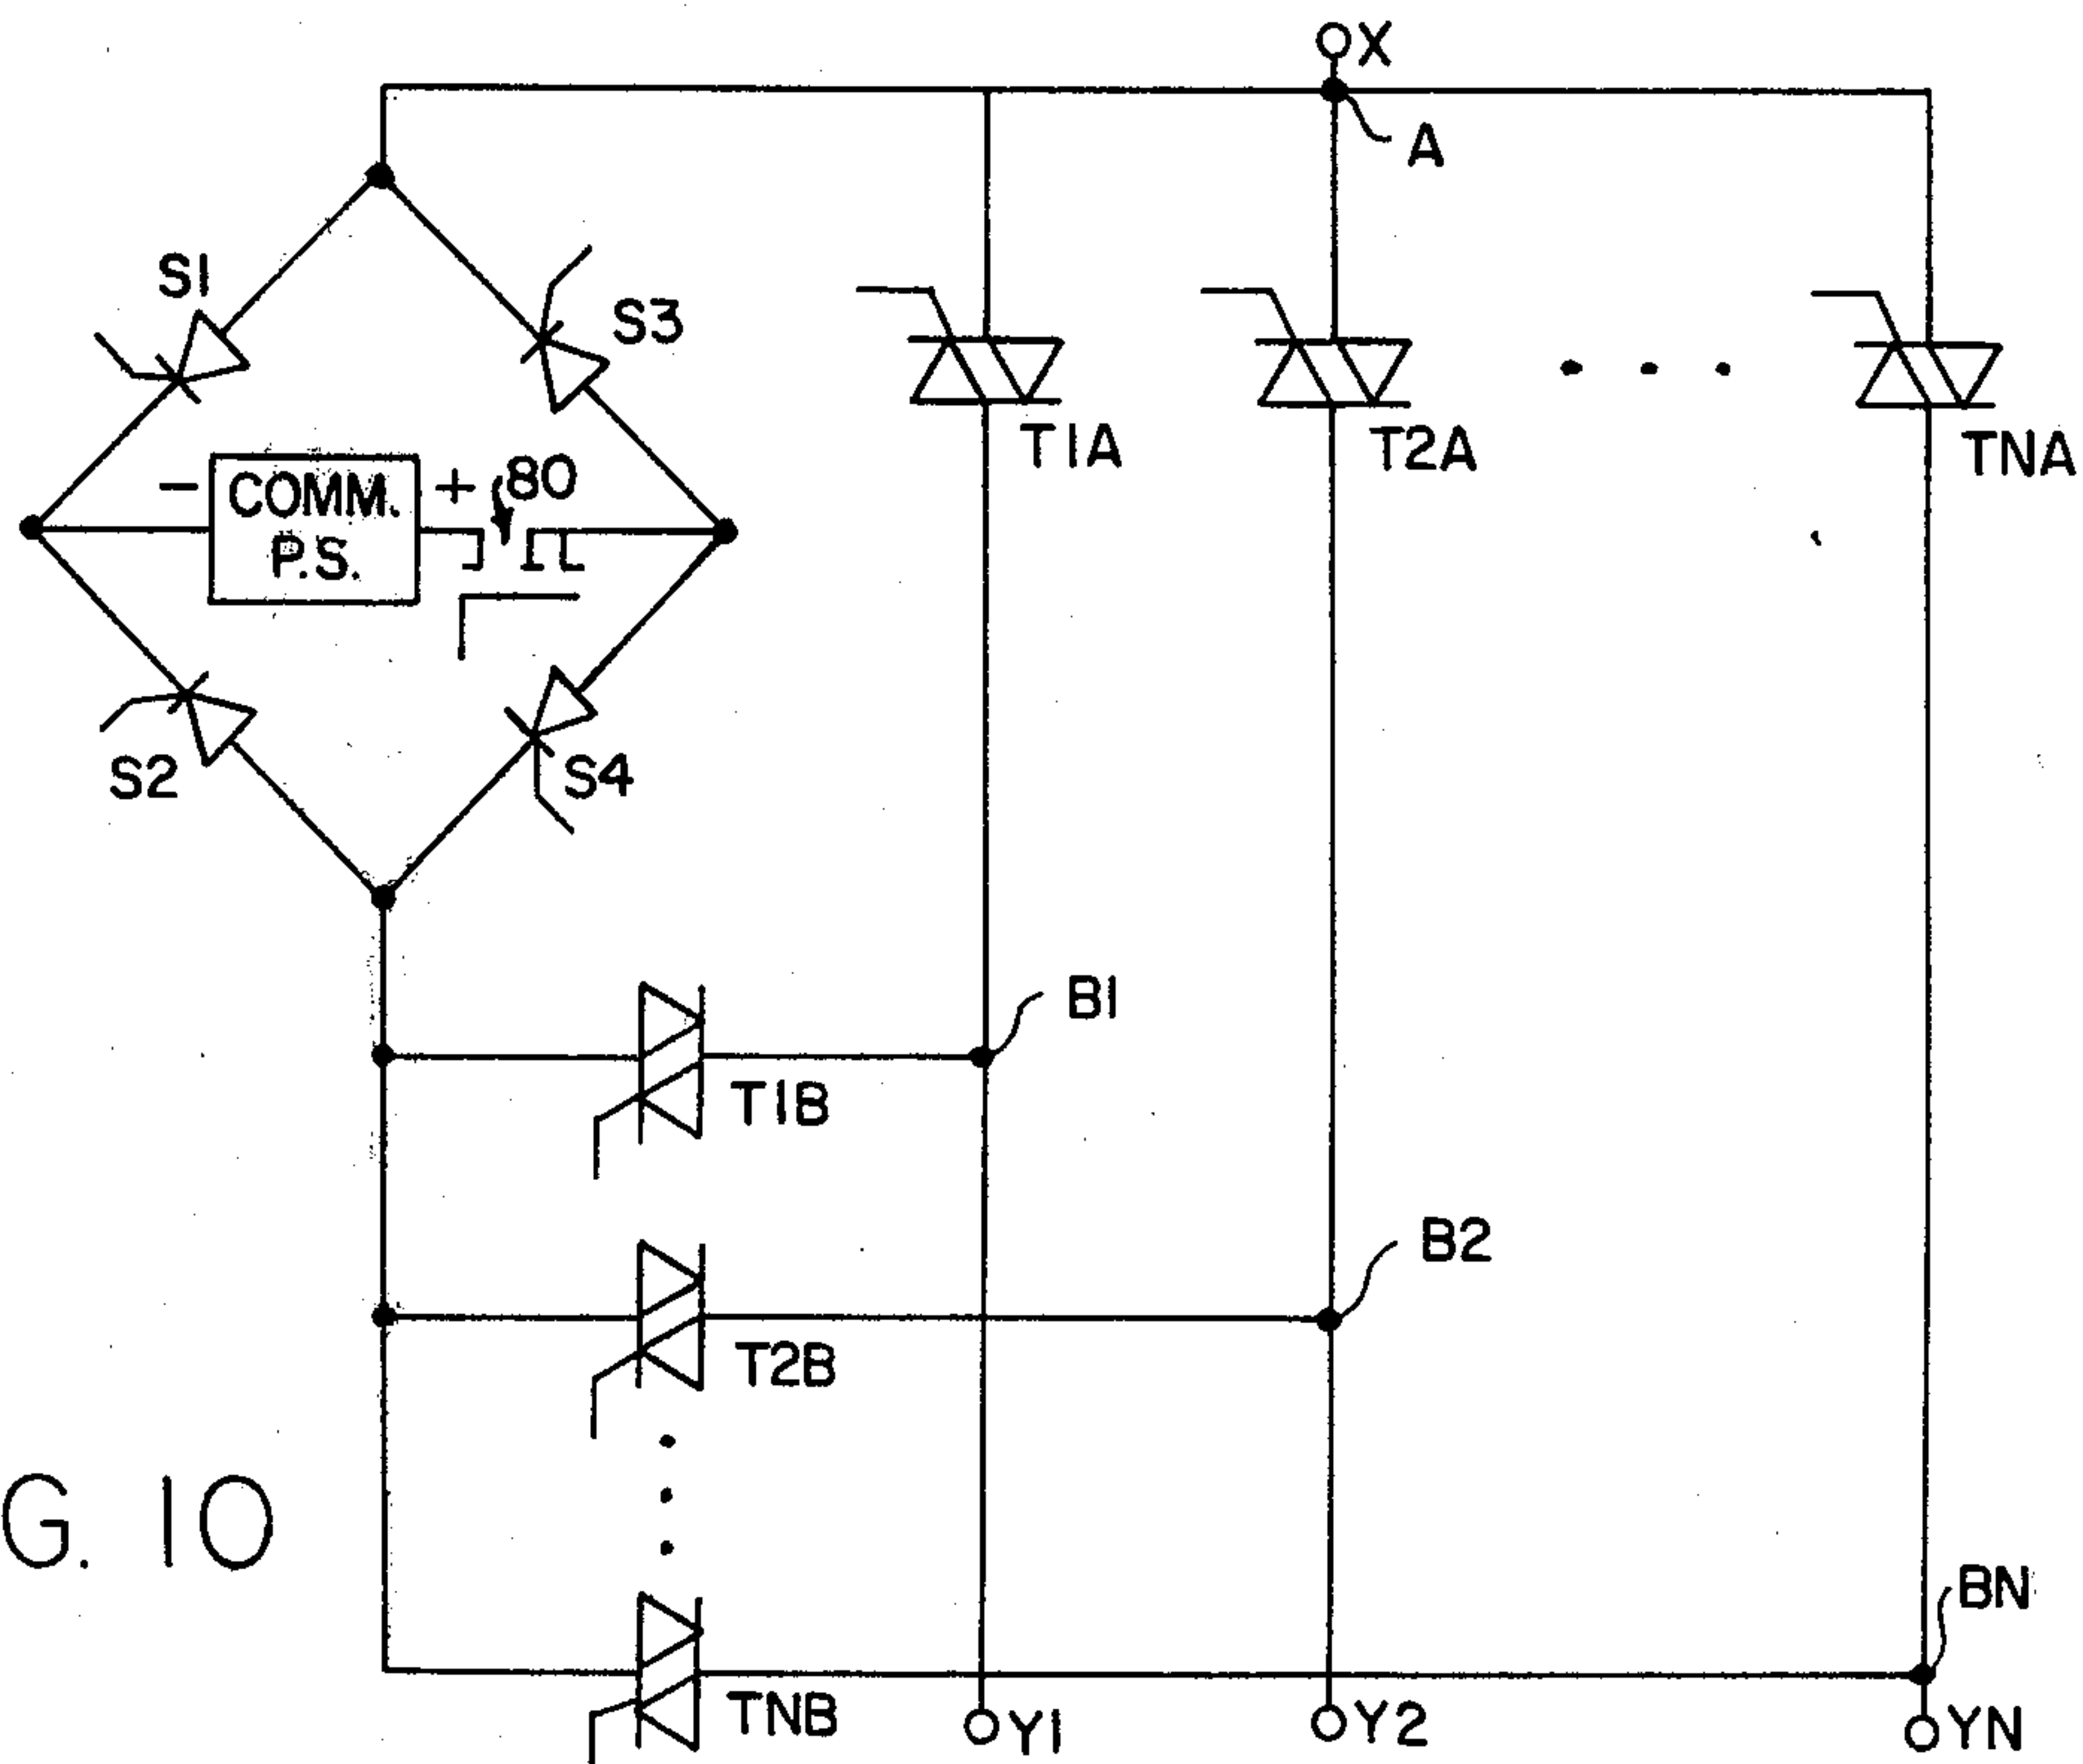 X
A
S1
S3
T1A
T2A
TNA
− COMM. + 80
P.S.
S2
S4
B1
T1B
B2
T2B
G. 10
BN
TNB
Y1
Y2
YN